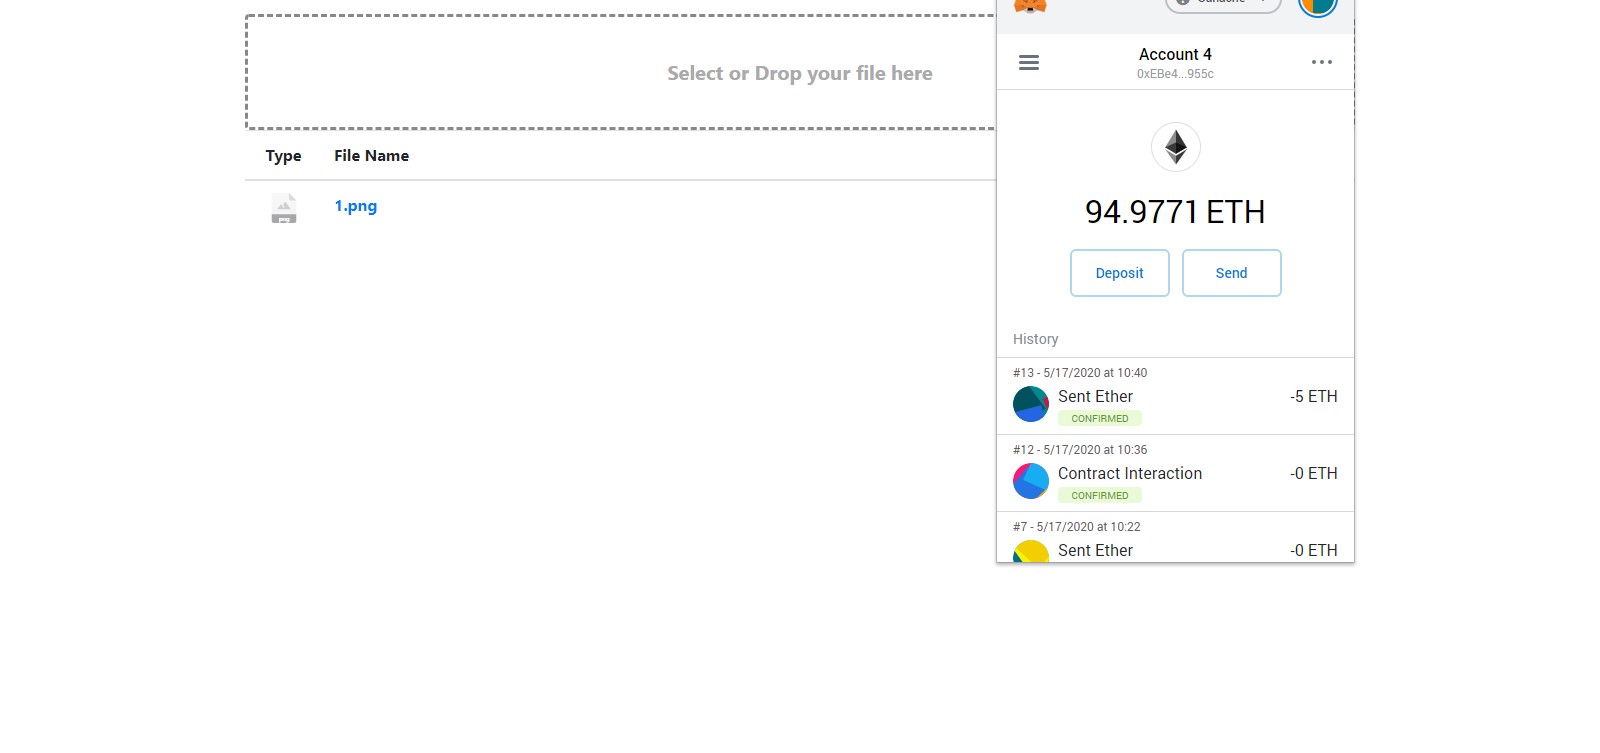 Ganache
Select or Drop your file here
Type File Name
1.png
png
Account 4
0xEBe4...955c
94.9771 ETH
Deposit Send
History
#13 - 5/17/2020 at 10:40
Sent Ether -5 ETH
CONFIRMED
#12 - 5/17/2020 at 10:36
Contract Interaction -0 ETH
CONFIRMED
#7 - 5/17/2020 at 10:22
Sent Ether -0 ETH